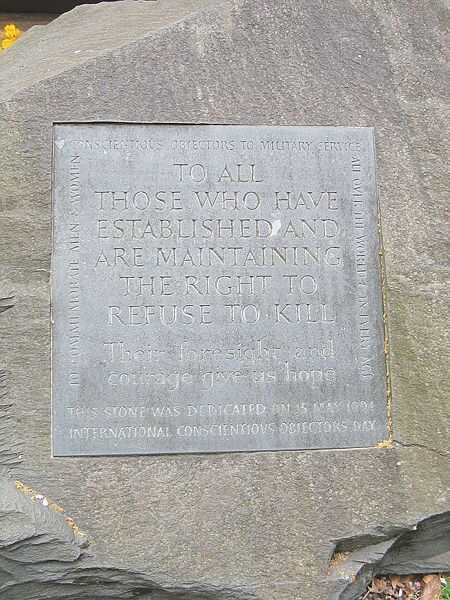 TO COMMEMORATE MEN & WOMEN
CONSCIENTIOUS OBJECTORS TO MILITARY SERVICE
ALL OVER THE WORLD & IN EVERY AGE
TO ALL
THOSE WHO HAVE
ESTABLISHED AND
ARE MAINTAINING
THE RIGHT TO
REFUSE TO KILL
Their foresight and
courage give us hope
THIS STONE WAS DEDICATED ON 15 MAY 1994
INTERNATIONAL CONSCIENTIOUS OBJECTORS DAY